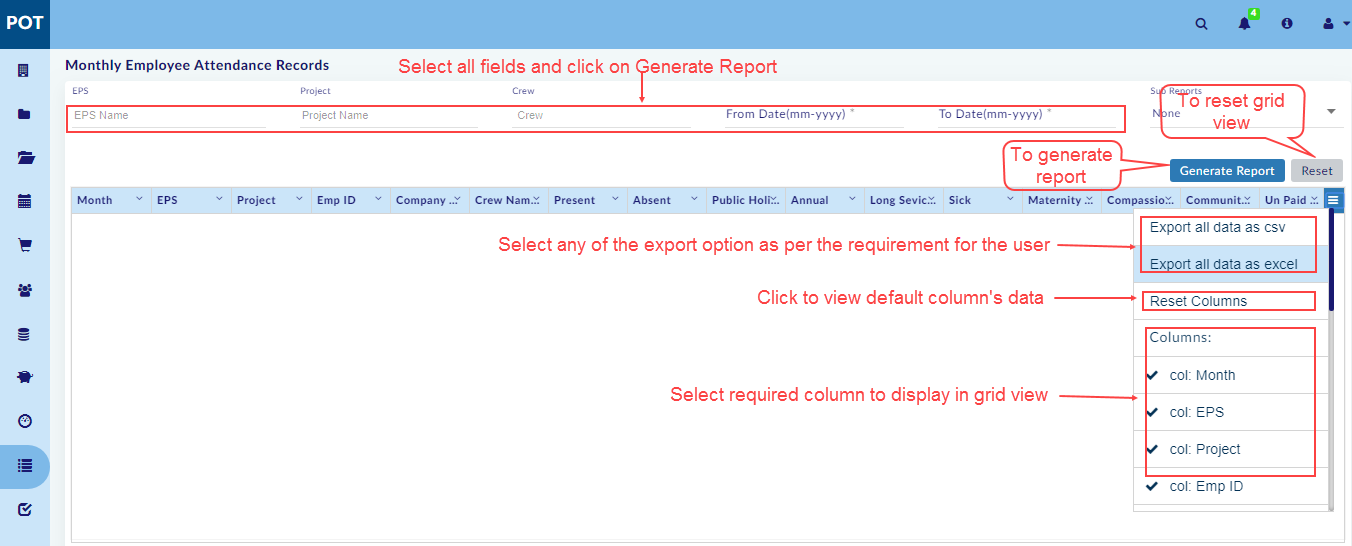 POT
4
Monthly Employee Attendance Records
Select all fields and click on Generate Report
EPS Project Crew Sub Reports
EPS Name Project Name Crew From Date(mm-yyyy) * To Date(mm-yyyy) * None
To reset grid
view
To generate
report
Generate Report Reset
Month EPS Project Emp ID Company ... Crew Nam... Present Absent Public Holi... Annual Long Sevic... Sick Maternity ... Compassio... Communit... Un Paid ...
Export all data as csv
Select any of the export option as per the requirement for the user
Export all data as excel
Click to view default column's data
Reset Columns
Columns:
col: Month
Select required column to display in grid view
col: EPS
col: Project
col: Emp ID